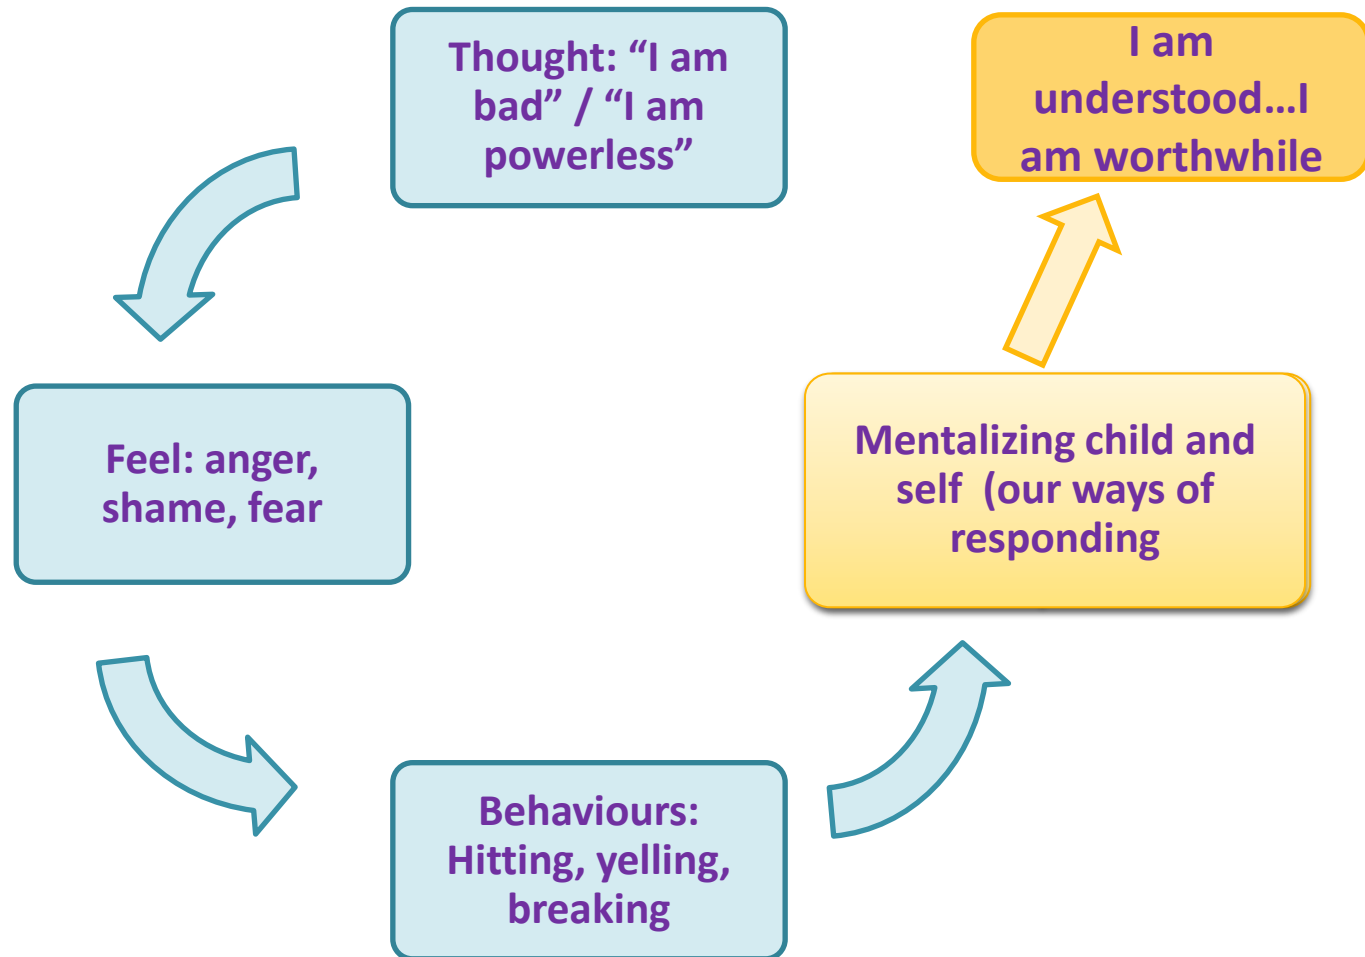 Thought: “I am
bad” / “I am
powerless”
I am
understood...I
am worthwhile
Feel: anger,
shame, fear
Mentalizing child and
self  (our ways of
responding
Behaviours:
Hitting, yelling,
breaking